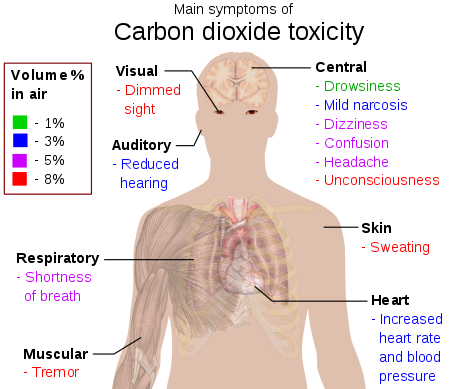 Main symptoms of
Carbon dioxide toxicity
Volume %
in air
- 1%
- 3%
- 5%
- 8%
Visual
- Dimmed
sight
Auditory
- Reduced
hearing
Central
- Drowsiness
- Mild narcosis
- Dizziness
- Confusion
- Headache
- Unconsciousness
Skin
- Sweating
Respiratory
- Shortness
of breath
Heart
- Increased
heart rate
and blood
pressure
Muscular
- Tremor